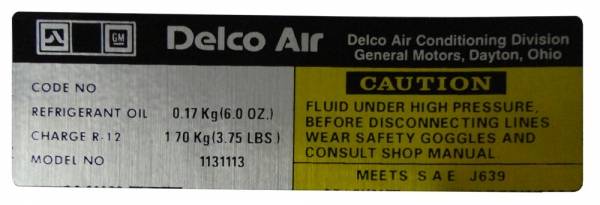 GM Delco Air Delco Air Conditioning Division
General Motors, Dayton, Ohio
CODE NO
REFRIGERANT OIL 0.17 Kg(6.0 OZ.)
CHARGE R-12 1 70 Kg(3.75 LBS )
MODEL NO 1131113
CAUTION
FLUID UNDER HIGH PRESSURE,
BEFORE DISCONNECTING LINES
WEAR SAFETY GOGGLES AND
CONSULT SHOP MANUAL
MEETS S A E J639